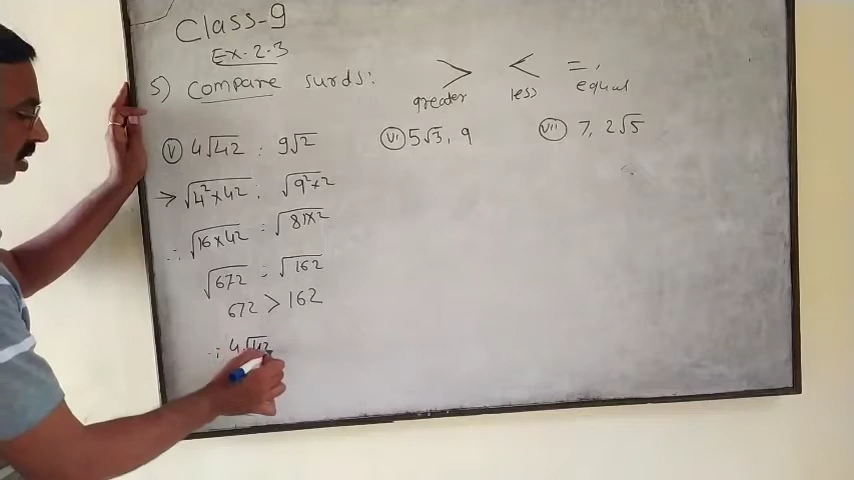 Class-9
Ex-2.3
5) Compare surds: > < = ,
greater less equal
(v) 4√42 : 9√2
(vi) 5√3, 9
(vii) 7, 2√5
→ √4²×42 : √9²×2
∴ √16×42 : √81×2
√672 : √162
672 > 162
∴ 4√42